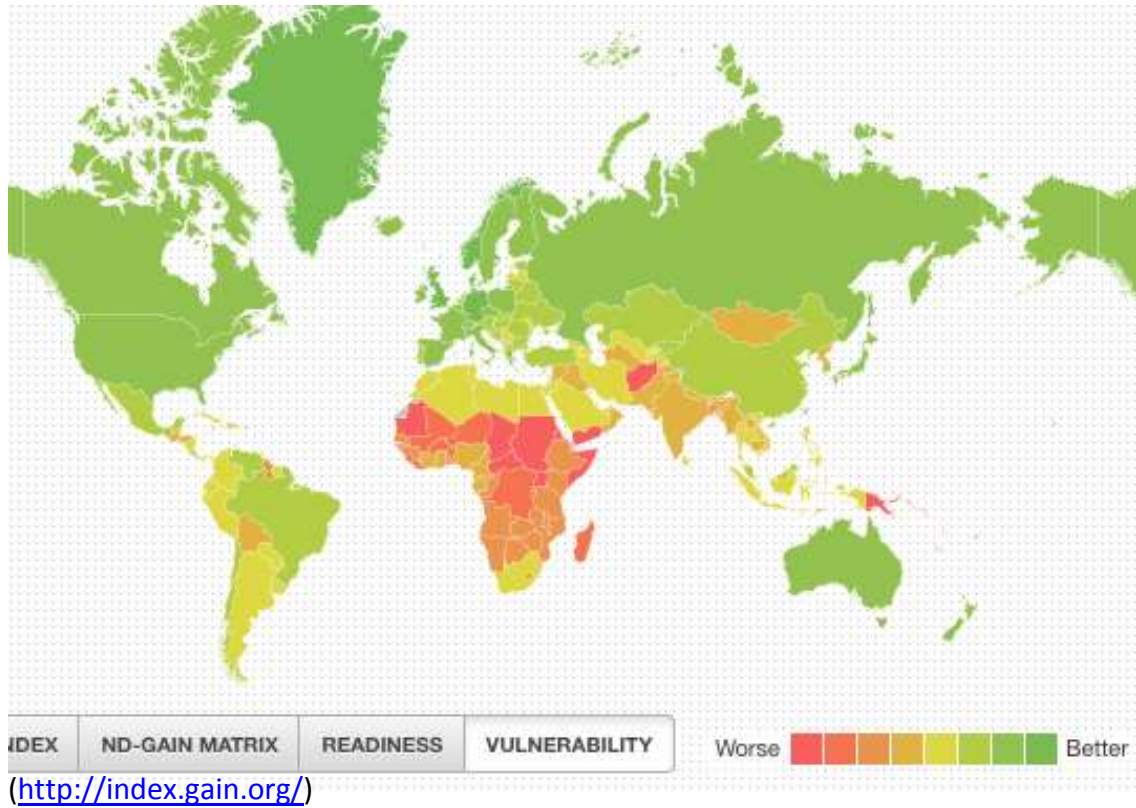 NDEX ND-GAIN MATRIX READINESS VULNERABILITY Worse Better
(http://index.gain.org/)